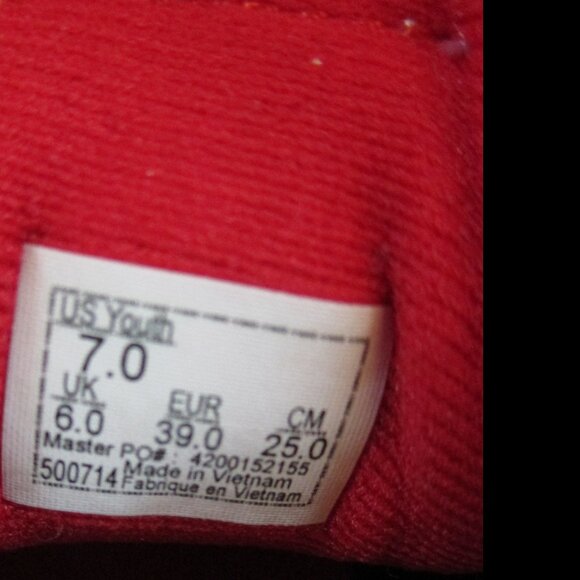 US Youth
7.0
UK EUR CM
6.0 39.0 25.0
Master PO# : 4200152155
500714 Made in Vietnam
Fabrique en Vietnam